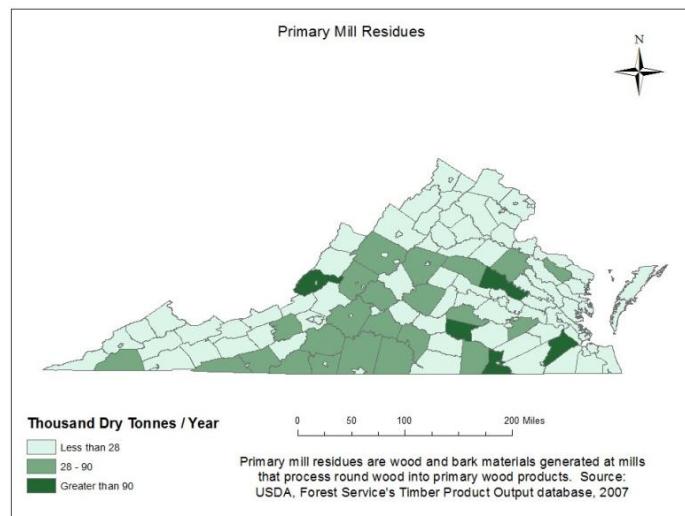 Primary Mill Residues
N
Thousand Dry Tonnes / Year
Less than 28
28 - 90
Greater than 90
0 50 100 200 Miles
Primary mill residues are wood and bark materials generated at mills
that process round wood into primary wood products. Source:
USDA, Forest Service's Timber Product Output database, 2007